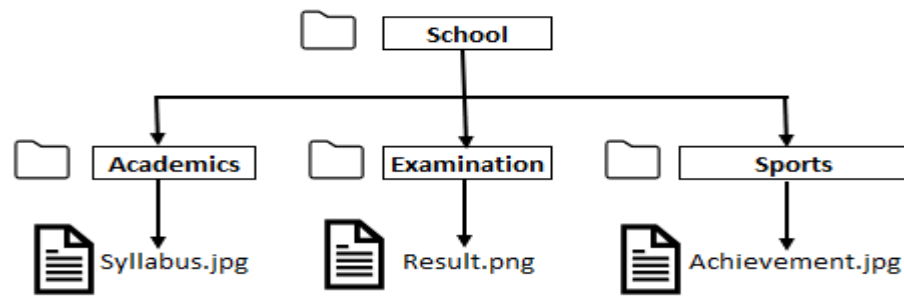 School
Academics Examination Sports
Syllabus.jpg Result.png Achievement.jpg